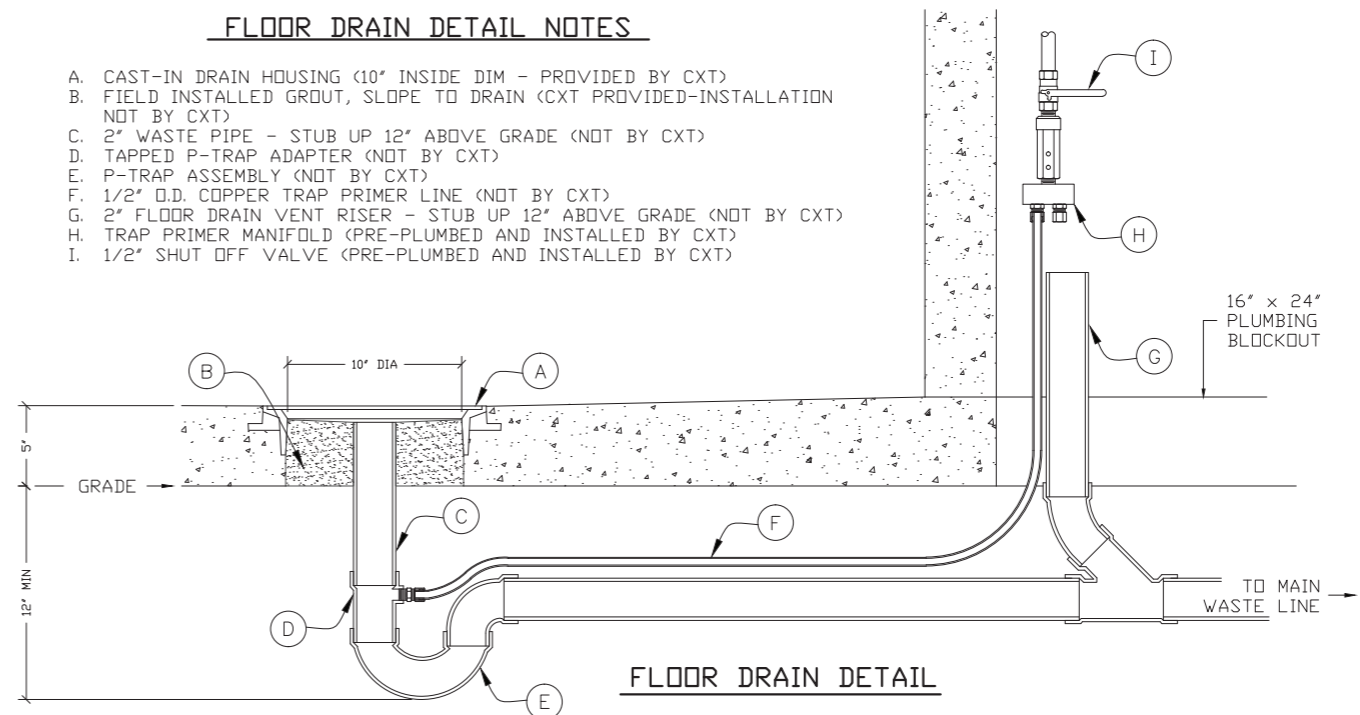 FLOOR DRAIN DETAIL NOTES
A. CAST-IN DRAIN HOUSING (10" INSIDE DIM - PROVIDED BY CXT)
B. FIELD INSTALLED GROUT, SLOPE TO DRAIN (CXT PROVIDED-INSTALLATION
NOT BY CXT)
C. 2" WASTE PIPE - STUB UP 12" ABOVE GRADE (NOT BY CXT)
D. TAPPED P-TRAP ADAPTER (NOT BY CXT)
E. P-TRAP ASSEMBLY (NOT BY CXT)
F. 1/2" O.D. COPPER TRAP PRIMER LINE (NOT BY CXT)
G. 2" FLOOR DRAIN VENT RISER - STUB UP 12" ABOVE GRADE (NOT BY CXT)
H. TRAP PRIMER MANIFOLD (PRE-PLUMBED AND INSTALLED BY CXT)
I. 1/2" SHUT OFF VALVE (PRE-PLUMBED AND INSTALLED BY CXT)
I
H
16" x 24"
PLUMBING
BLOCKOUT
G
B
10" DIA
A
5"
GRADE
C
F
12" MIN
D
TO MAIN
WASTE LINE
E
FLOOR DRAIN DETAIL